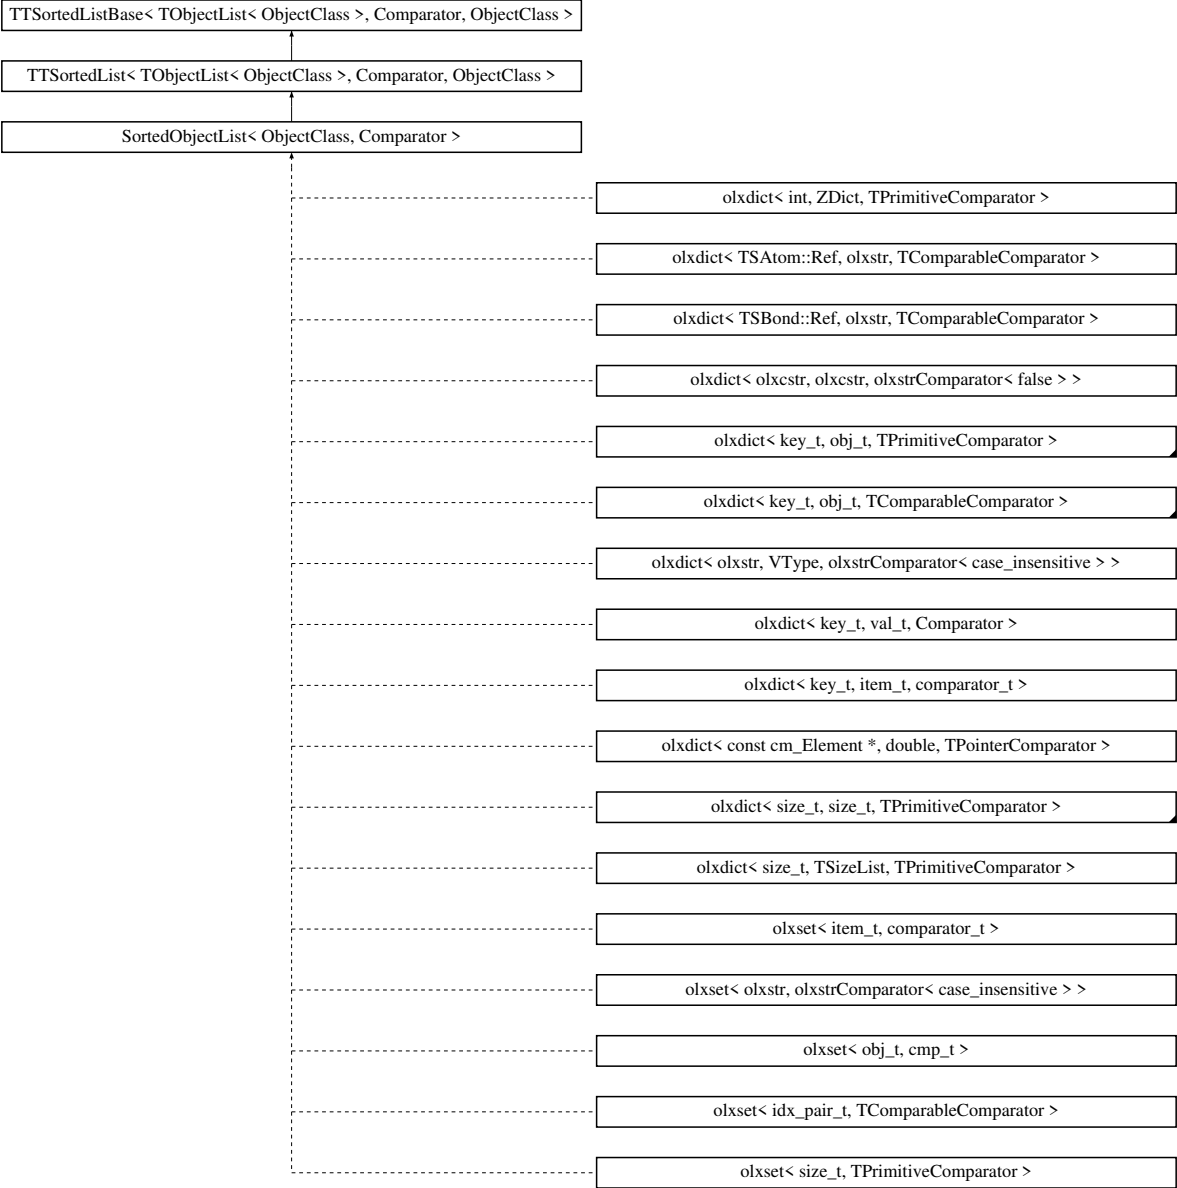 TTSortedListBase< TObjectList< ObjectClass >, Comparator, ObjectClass >
TTSortedList< TObjectList< ObjectClass >, Comparator, ObjectClass >
SortedObjectList< ObjectClass, Comparator >
olxdict< int, ZDict, TPrimitiveComparator >
olxdict< TSAtom::Ref, olxstr, TComparableComparator >
olxdict< TSBond::Ref, olxstr, TComparableComparator >
olxdict< olxcstr, olxcstr, olxstrComparator< false > >
olxdict< key_t, obj_t, TPrimitiveComparator >
olxdict< key_t, obj_t, TComparableComparator >
olxdict< olxstr, VType, olxstrComparator< case_insensitive > >
olxdict< key_t, val_t, Comparator >
olxdict< key_t, item_t, comparator_t >
olxdict< const cm_Element *, double, TPointerComparator >
olxdict< size_t, size_t, TPrimitiveComparator >
olxdict< size_t, TSizeList, TPrimitiveComparator >
olxset< item_t, comparator_t >
olxset< olxstr, olxstrComparator< case_insensitive > >
olxset< obj_t, cmp_t >
olxset< idx_pair_t, TComparableComparator >
olxset< size_t, TPrimitiveComparator >